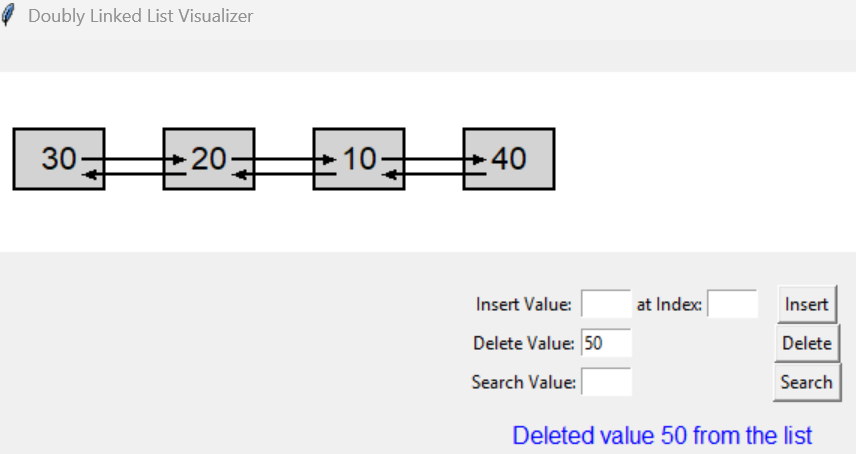 Doubly Linked List Visualizer
30 20 10 40
Insert Value: at Index: Insert
Delete Value: 50 Delete
Search Value: Search
Deleted value 50 from the list